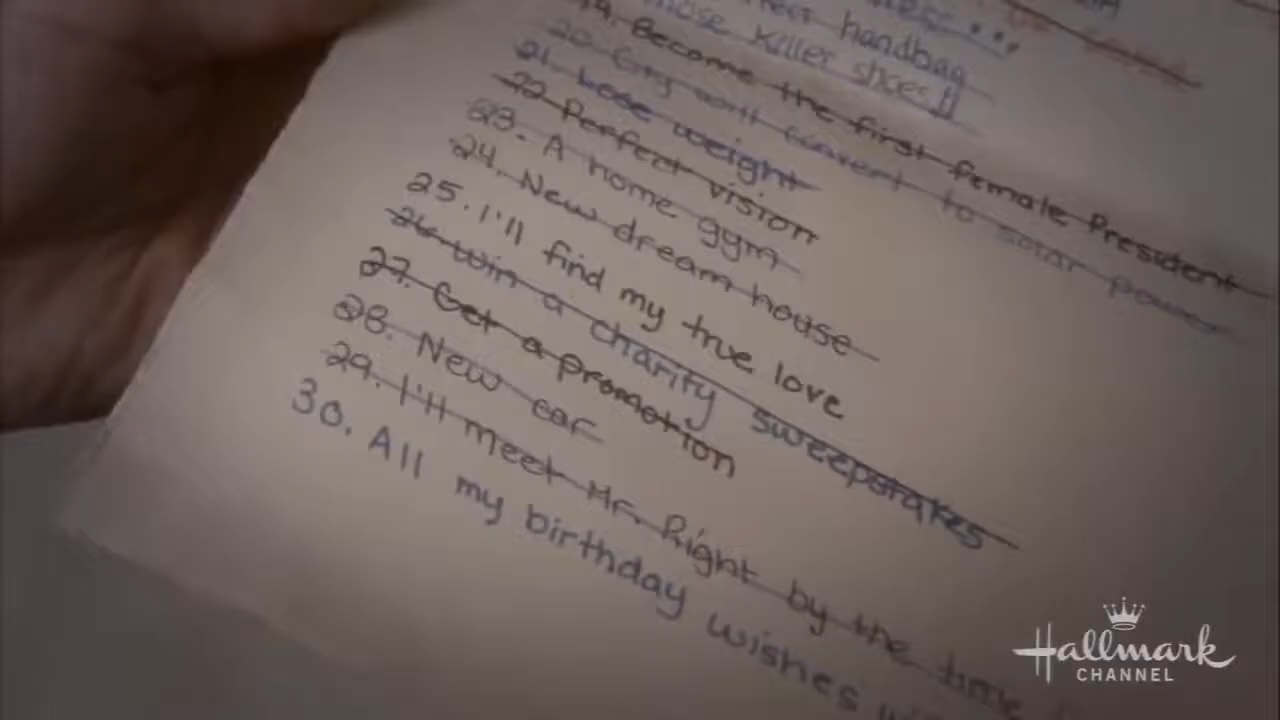 handbag
those killer shoes!!
19. Become the first female President
20. City will convert to solar power
21. Lose weight
22 Perfect vision
23. A home gym
24. New dream house
25. I'll find my true love
26. Win a charity sweepstakes
27. Get a promotion
28. New car
29. I'll meet Mr. Right by the time
30. All my birthday wishes
Hallmark
CHANNEL